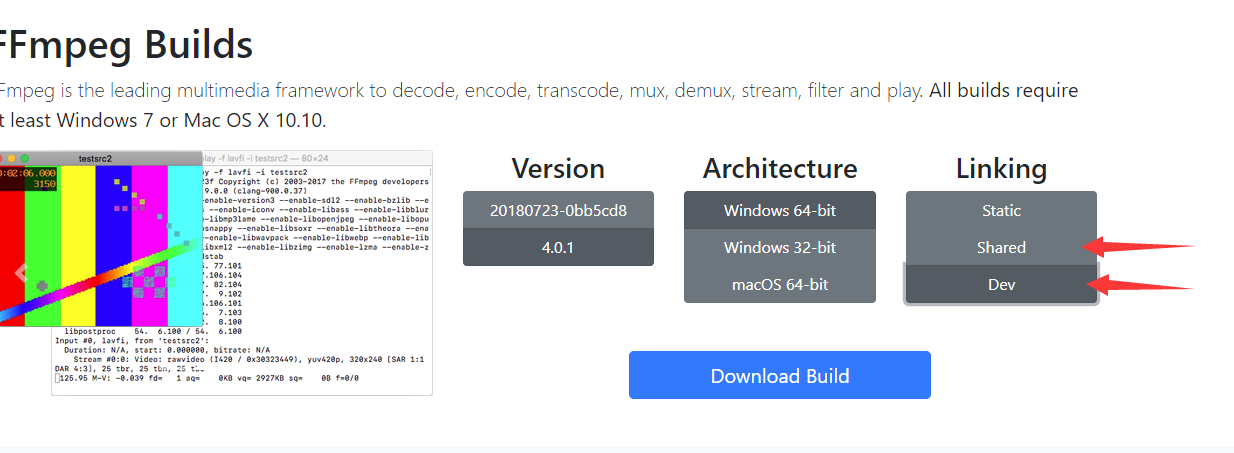 FFmpeg Builds
Fmpeg is the leading multimedia framework to decode, encode, transcode, mux, demux, stream, filter and play. All builds require
t least Windows 7 or Mac OS X 10.10.
testsrc2
play -f lavfi -i testsrc2 — 80×24
:02:06.000
3150
lay -f lavfi -i testsrc2
23f Copyright (c) 2003-2017 the FFmpeg developers
9.0.0 (clang-900.0.37)
enable-version3 --enable-sdl2 --enable-bzlib --e
s --enable-iconv --enable-libass --enable-libblur
-libmp3lame --enable-libopenjpeg --enable-libopu
snappy --enable-libsoxr --enable-libtheora --ena
enable-libwavpack --enable-libwebp --enable-lib
ibxml2 --enable-libzimg --enable-lzma --enable-z
dstab
4. 77.101
.107.104
7. 82.104
7. 9.102
.106.101
4. 7.103
2. 8.100
libpostproc 54. 6.100 / 54. 6.100
Input #0, lavfi, from 'testsrc2':
Duration: N/A, start: 0.000000, bitrate: N/A
Stream #0:0: Video: rawvideo (I420 / 0x30323449), yuv420p, 320x240 [SAR 1:1
DAR 4:3], 25 tbr, 25 tbn, 25 tbc
125.95 M-V: -0.039 fd= 1 aq= 0KB vq= 2927KB sq= 0B f=0/0
Version
20180723-0bb5cd8
4.0.1
Architecture
Windows 64-bit
Windows 32-bit
macOS 64-bit
Linking
Static
Shared
Dev
Download Build